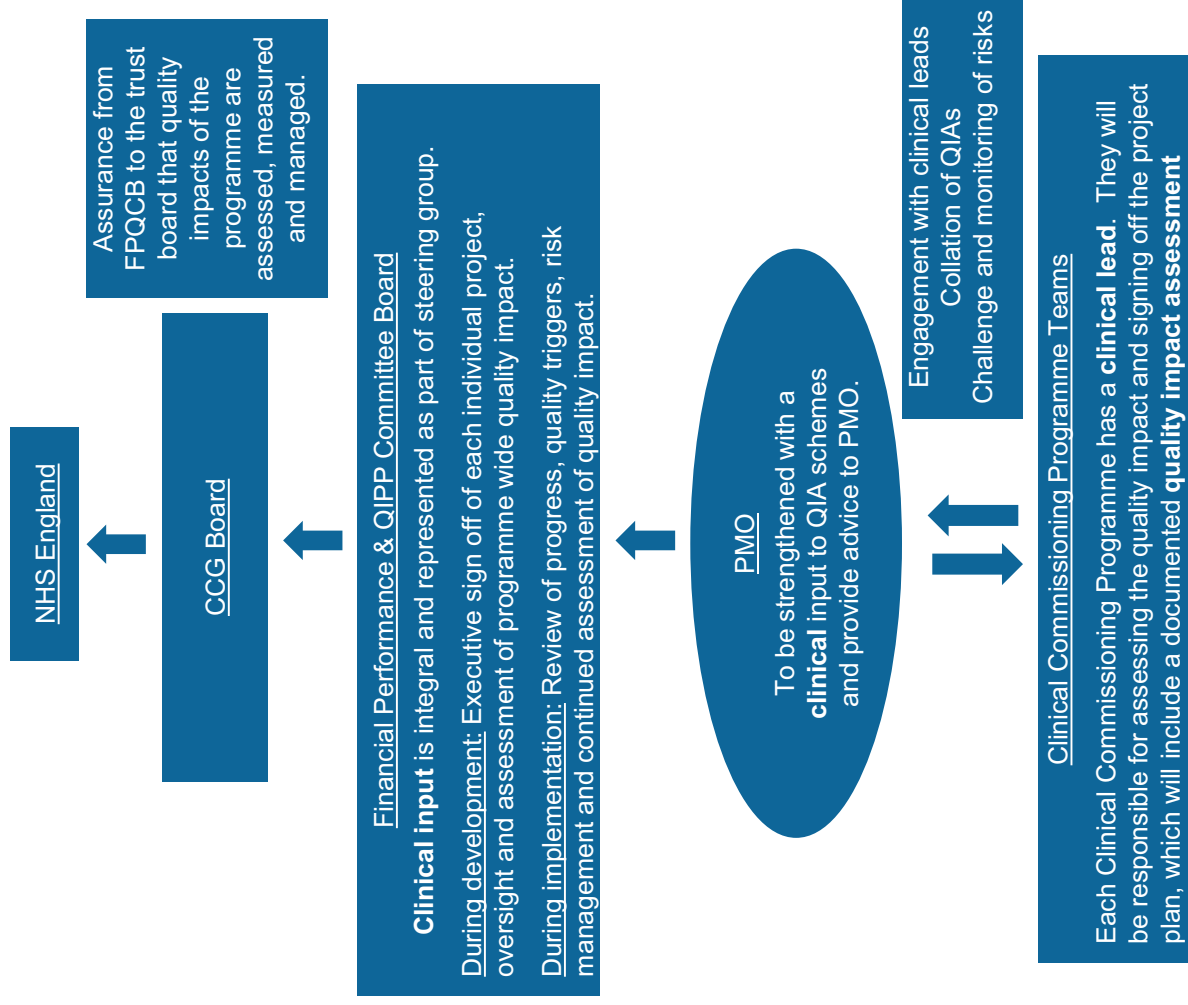 NHS England
CCG Board
Assurance from
FPQCB to the trust
board that quality
impacts of the
programme are
assessed, measured
and managed.
Financial Performance & QIPP Committee Board
Clinical input is integral and represented as part of steering group.
During development: Executive sign off of each individual project,
oversight and assessment of programme wide quality impact.
During implementation: Review of progress, quality triggers, risk
management and continued assessment of quality impact.
PMO
To be strengthened with a
clinical input to QIA schemes
and provide advice to PMO.
Engagement with clinical leads
Collation of QIAs
Challenge and monitoring of risks
Clinical Commissioning Programme Teams
Each Clinical Commissioning Programme has a clinical lead. They will
be responsible for assessing the quality impact and signing off the project
plan, which will include a documented quality impact assessment